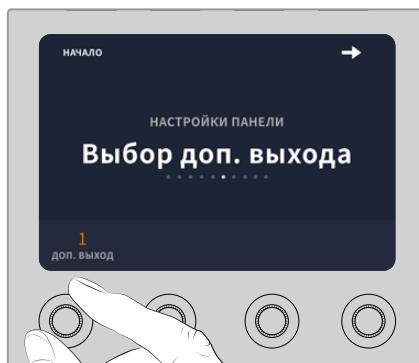 НАЧАЛО
НАСТРОЙКИ ПАНЕЛИ
Выбор доп. выхода
1
ДОП. ВЫХОД